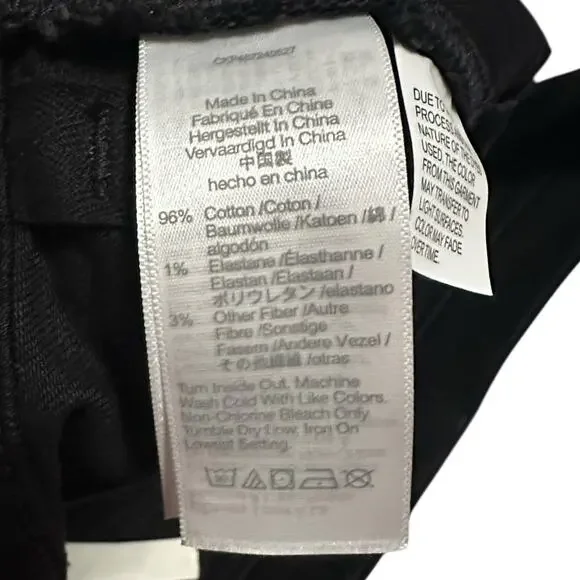 Made In China
Fabriqué En Chine
Hergestellt In China
Vervaardigd In China
中国製
hecho en china
96% Cotton /Coton /
Baumwolle /Katoen /綿 /
algodón
1% Elastane /Elasthanne /
Elastan /Elastaan /
ポリウレタン /elastano
3% Other Fiber /Autre
Fibre /Sonstige
Fasern /Andere Vezel /
その他繊維 /otras
Turn Inside Out, Machine
Wash Cold With Like Colors.
Non-Chlorine Bleach Only
Tumble Dry Low, Iron On
Lowest Setting.
DUE TO
PROCESS
NATURE OF THE
USED, THE COLOR
FROM THIS GARMENT
MAY TRANSFER TO
LIGHT SURFACES.
COLOR MAY FADE
OVER TIME.